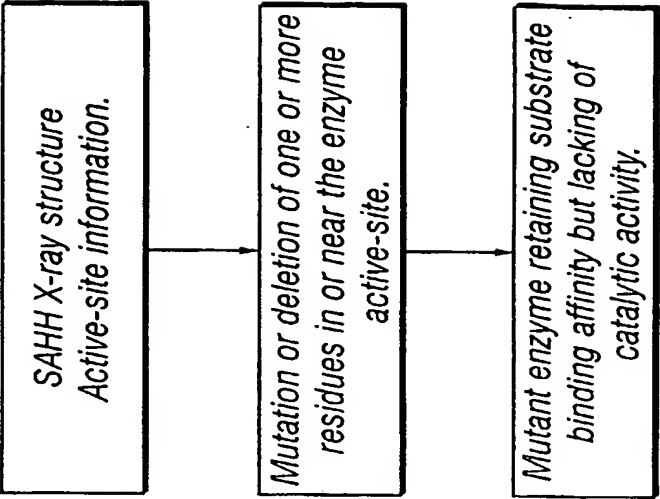 SAHH X-ray structure
Active-site information.
Mutation or deletion of one or more
residues in or near the enzyme
active-site.
Mutant enzyme retaining substrate
binding affinity but lacking of
catalytic activity.